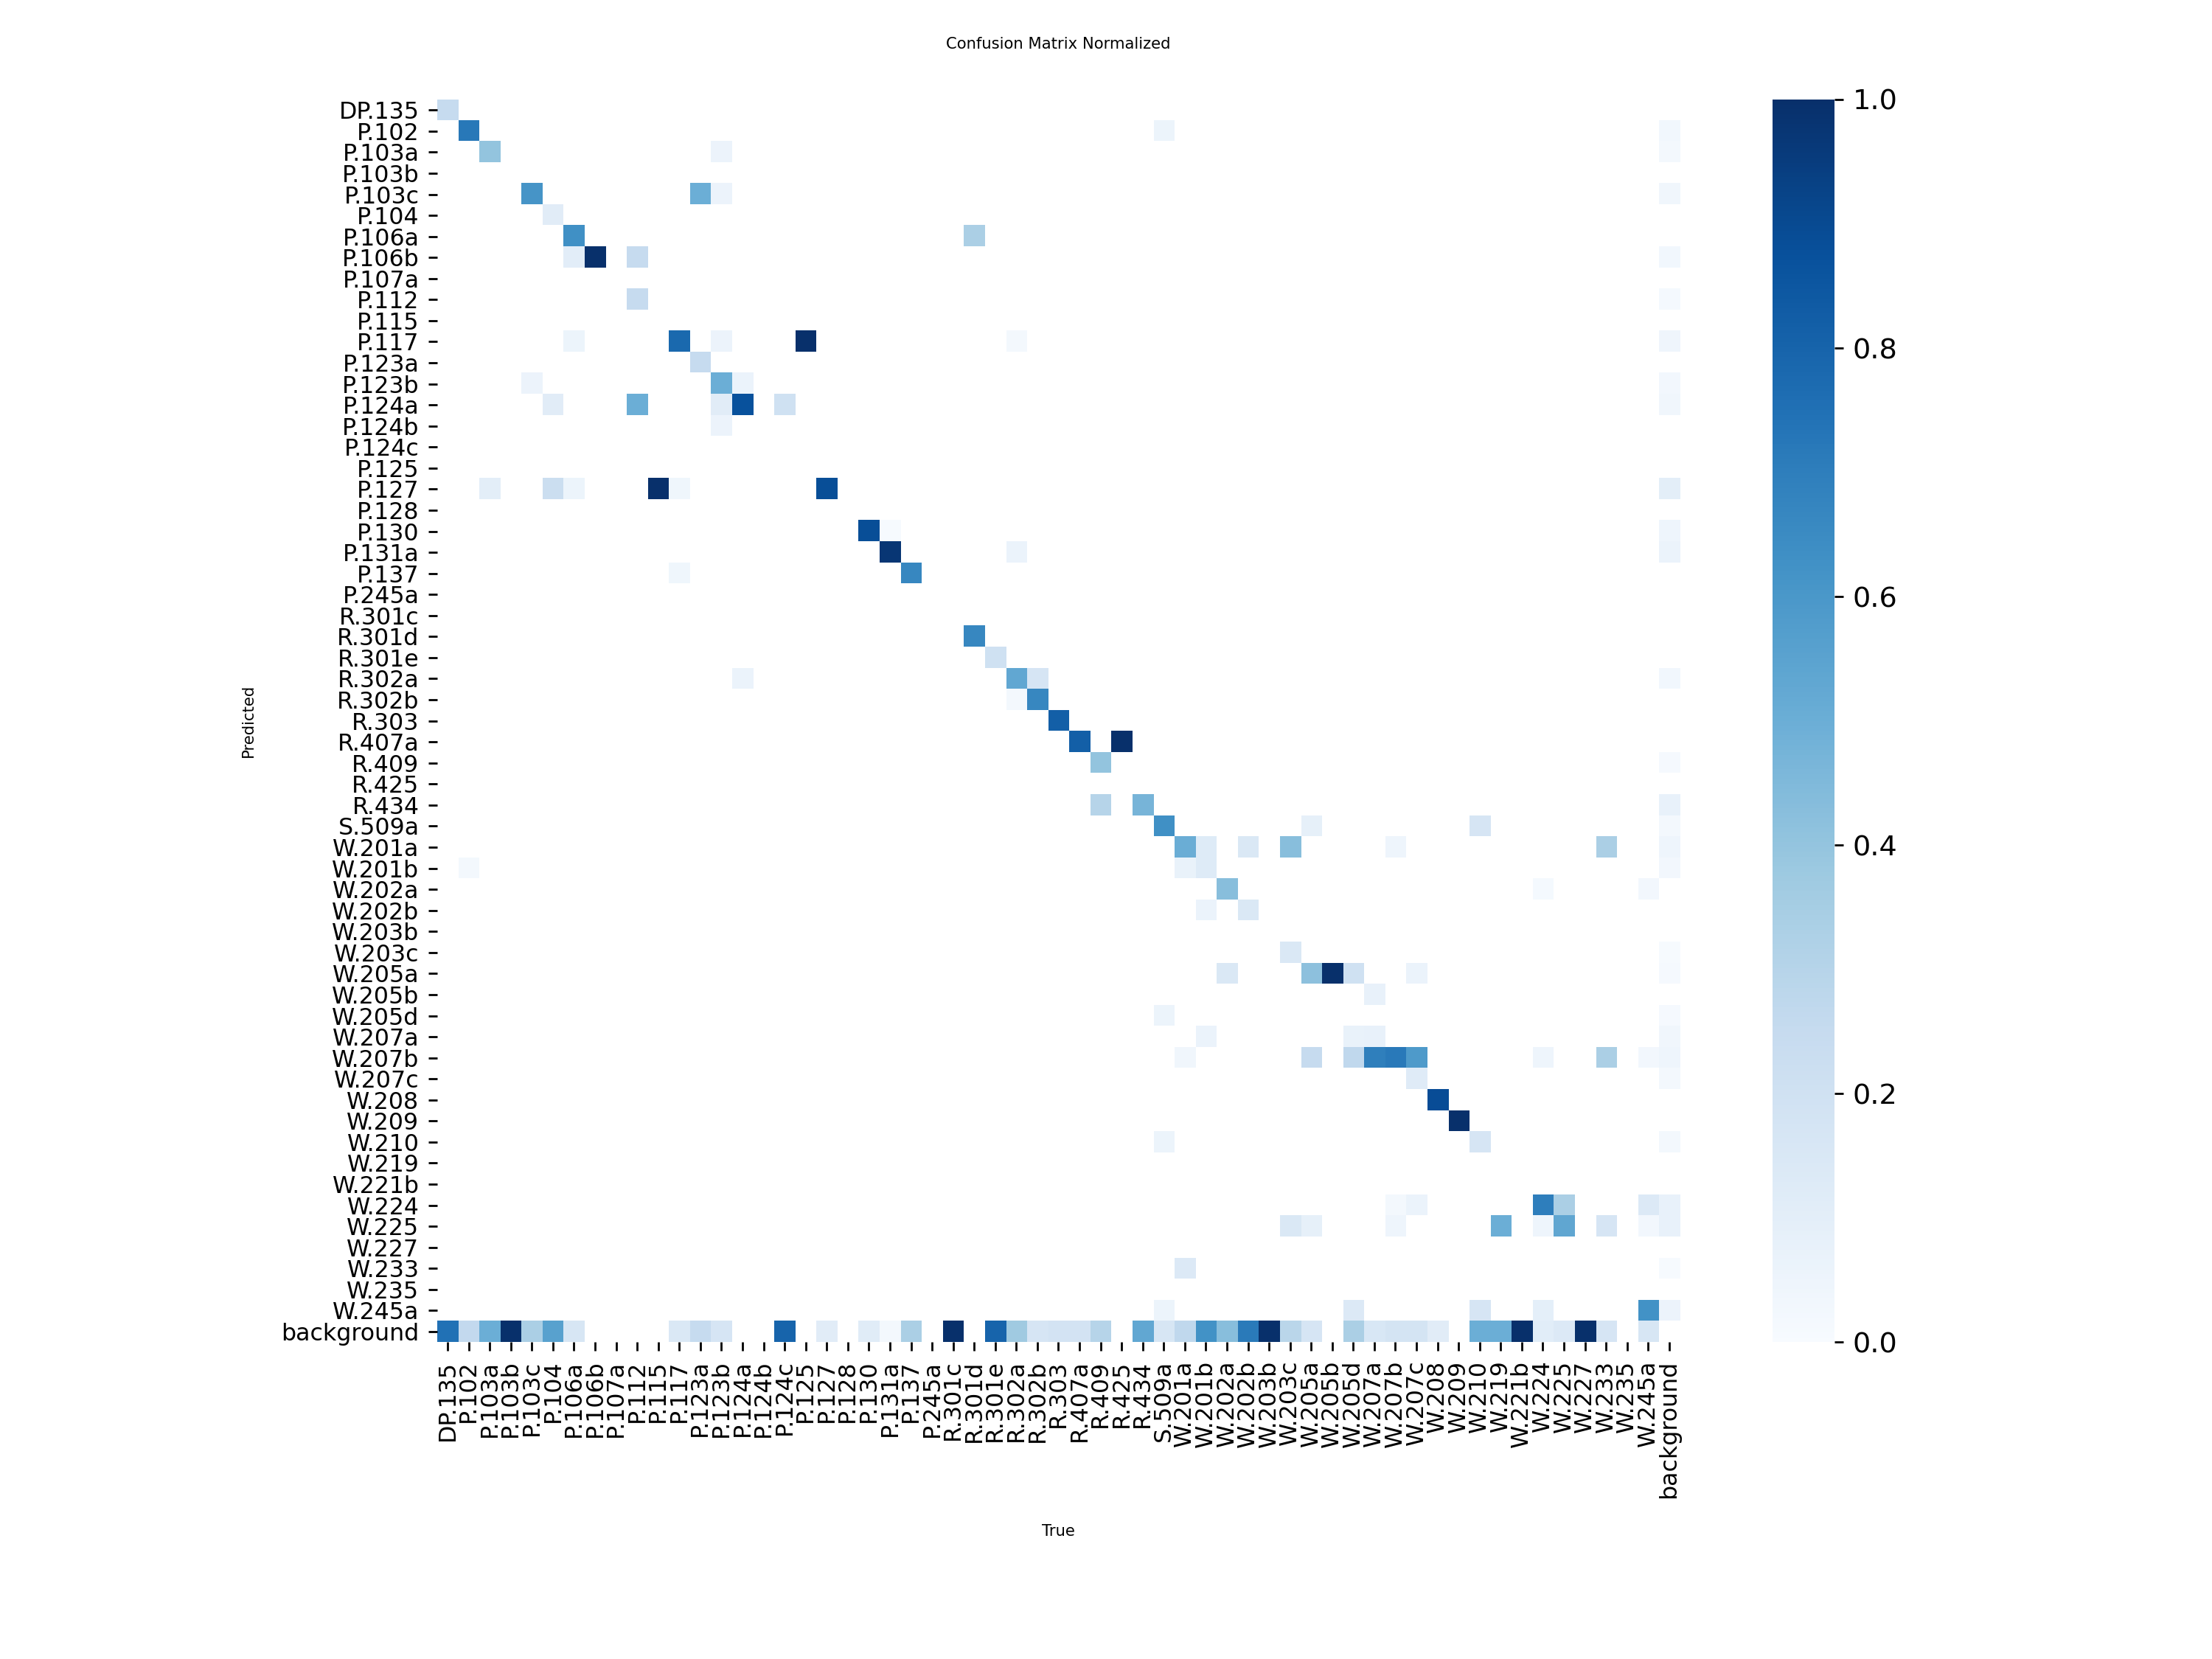 Confusion Matrix Normalized
DP.135
P.102
P.103a
P.103b
P.103c
P.104
P.106a
P.106b
P.107a
P.112
P.115
P.117
P.123a
P.123b
P.124a
P.124b
P.124c
P.125
P.127
P.128
P.130
P.131a
P.137
P.245a
R.301c
R.301d
R.301e
R.302a
R.302b
R.303
R.407a
R.409
R.425
R.434
S.509a
W.201a
W.201b
W.202a
W.202b
W.203b
W.203c
W.205a
W.205b
W.205d
W.207a
W.207b
W.207c
W.208
W.209
W.210
W.219
W.221b
W.224
W.225
W.227
W.233
W.235
W.245a
background
Predicted
DP.135
P.102
P.103a
P.103b
P.103c
P.104
P.106a
P.106b
P.107a
P.112
P.115
P.117
P.123a
P.123b
P.124a
P.124b
P.124c
P.125
P.127
P.128
P.130
P.131a
P.137
P.245a
R.301c
R.301d
R.301e
R.302a
R.302b
R.303
R.407a
R.409
R.425
R.434
S.509a
W.201a
W.201b
W.202a
W.202b
W.203b
W.203c
W.205a
W.205b
W.205d
W.207a
W.207b
W.207c
W.208
W.209
W.210
W.219
W.221b
W.224
W.225
W.227
W.233
W.235
W.245a
background
True
1.0
0.8
0.6
0.4
0.2
0.0